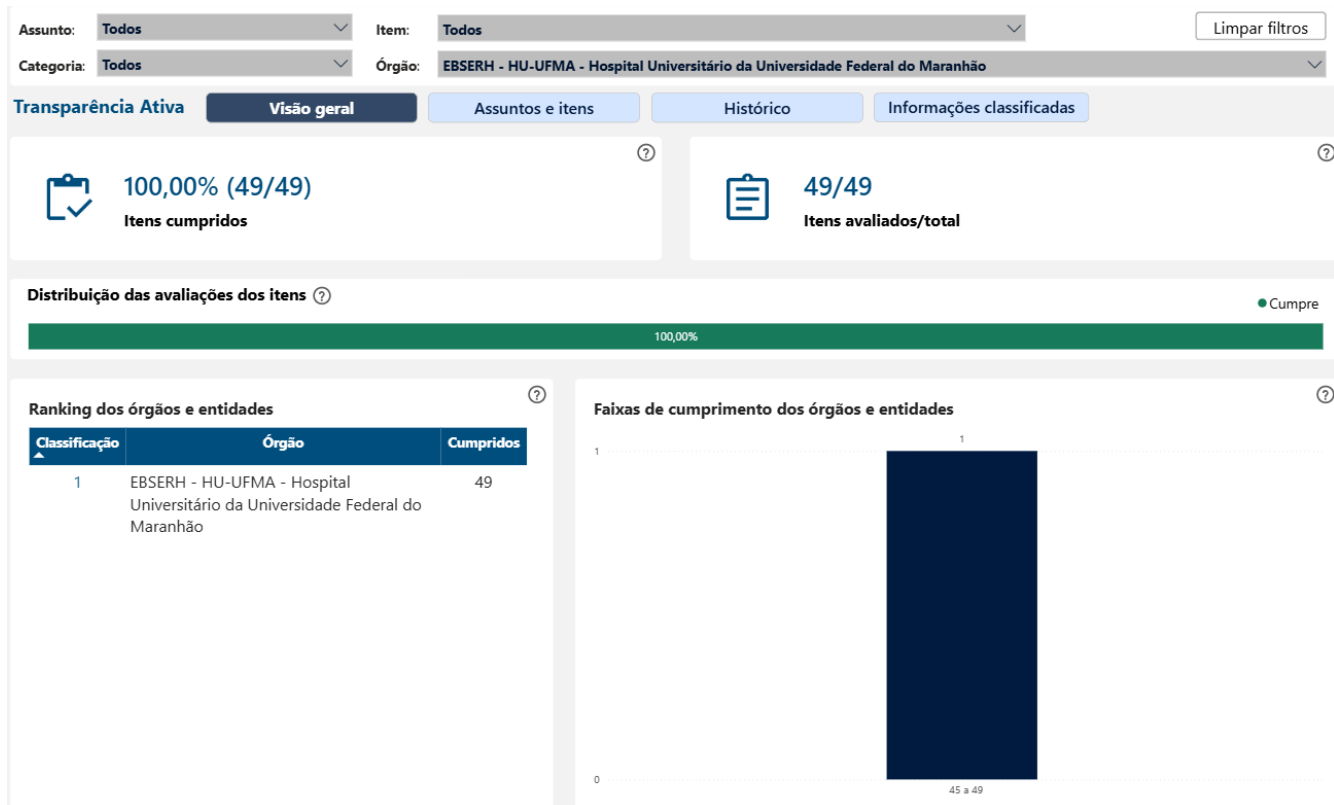 Assunto: Todos Item: Todos Limpar filtros
Categoria: Todos Órgão: EBSERH - HU-UFMA - Hospital Universitário da Universidade Federal do Maranhão
Transparência Ativa Visão geral Assuntos e itens Histórico Informações classificadas
?
?
100,00% (49/49)
Itens cumpridos
49/49
Itens avaliados/total
Distribuição das avaliações dos itens ?
Cumpre
100,00%
?
Ranking dos órgãos e entidades
Classificação Órgão Cumpridos
1 EBSERH - HU-UFMA - Hospital 49
Universitário da Universidade Federal do
Maranhão
?
Faixas de cumprimento dos órgãos e entidades
1
1
0
45 a 49